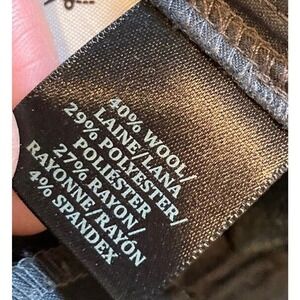 40% WOOL/
LAINE/LANA
29% POLYESTER/
POLIÉSTER
27% RAYON/
RAYONNE/RAYÓN
4% SPANDEX